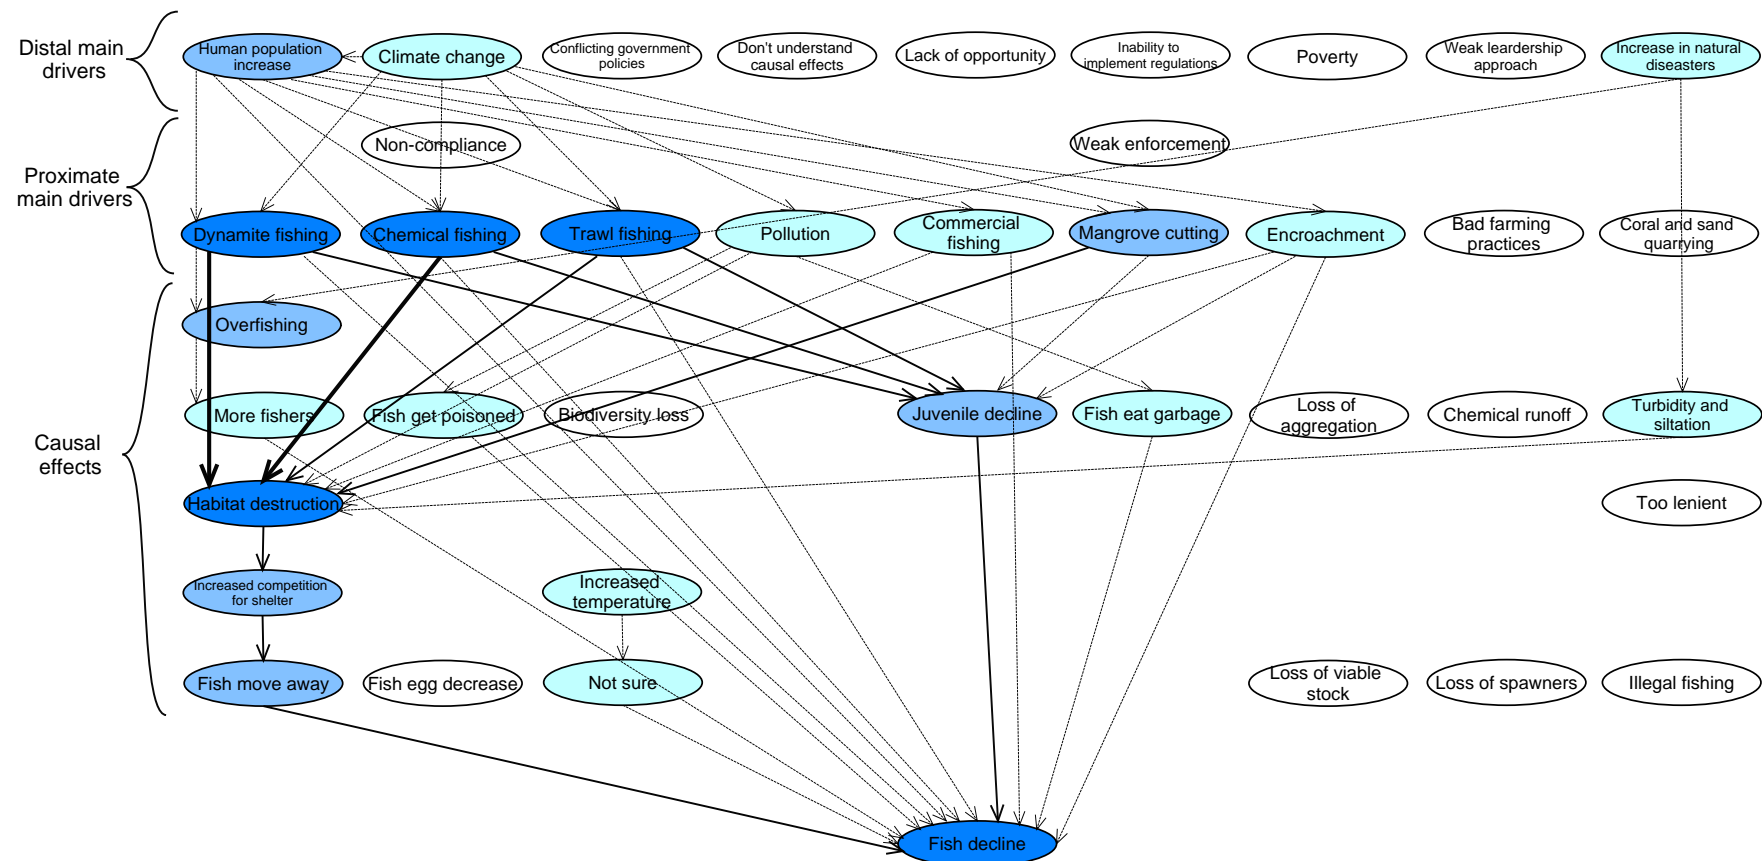 Distal main
drivers
Human population
increase
Climate change
Conflicting government
policies
Don't understand
causal effects
Lack of opportunity
Inability to
implement regulations
Poverty
Weak leardership
approach
Increase in natural
diseasters
Proximate
main drivers
Non-compliance
Weak enforcement
Dynamite fishing
Chemical fishing
Trawl fishing
Pollution
Commercial
fishing
Mangrove cutting
Encroachment
Bad farming
practices
Coral and sand
quarrying
Causal
effects
Overfishing
More fishers
Fish get poisoned
Biodiversity loss
Juvenile decline
Fish eat garbage
Loss of
aggregation
Chemical runoff
Turbidity and
siltation
Habitat destruction
Too lenient
Increased competition
for shelter
Increased
temperature
Fish move away
Fish egg decrease
Not sure
Loss of viable
stock
Loss of spawners
Illegal fishing
Fish decline